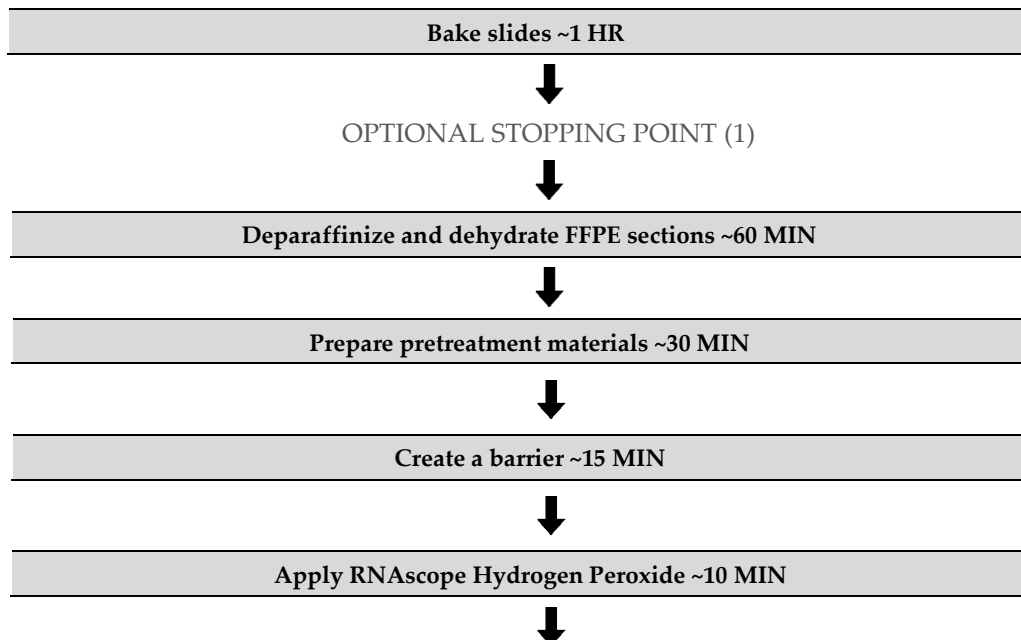 Bake slides ~1 HR
OPTIONAL STOPPING POINT (1)
Deparaffinize and dehydrate FFPE sections ~60 MIN
Prepare pretreatment materials ~30 MIN
Create a barrier ~15 MIN
Apply RNAscope Hydrogen Peroxide ~10 MIN